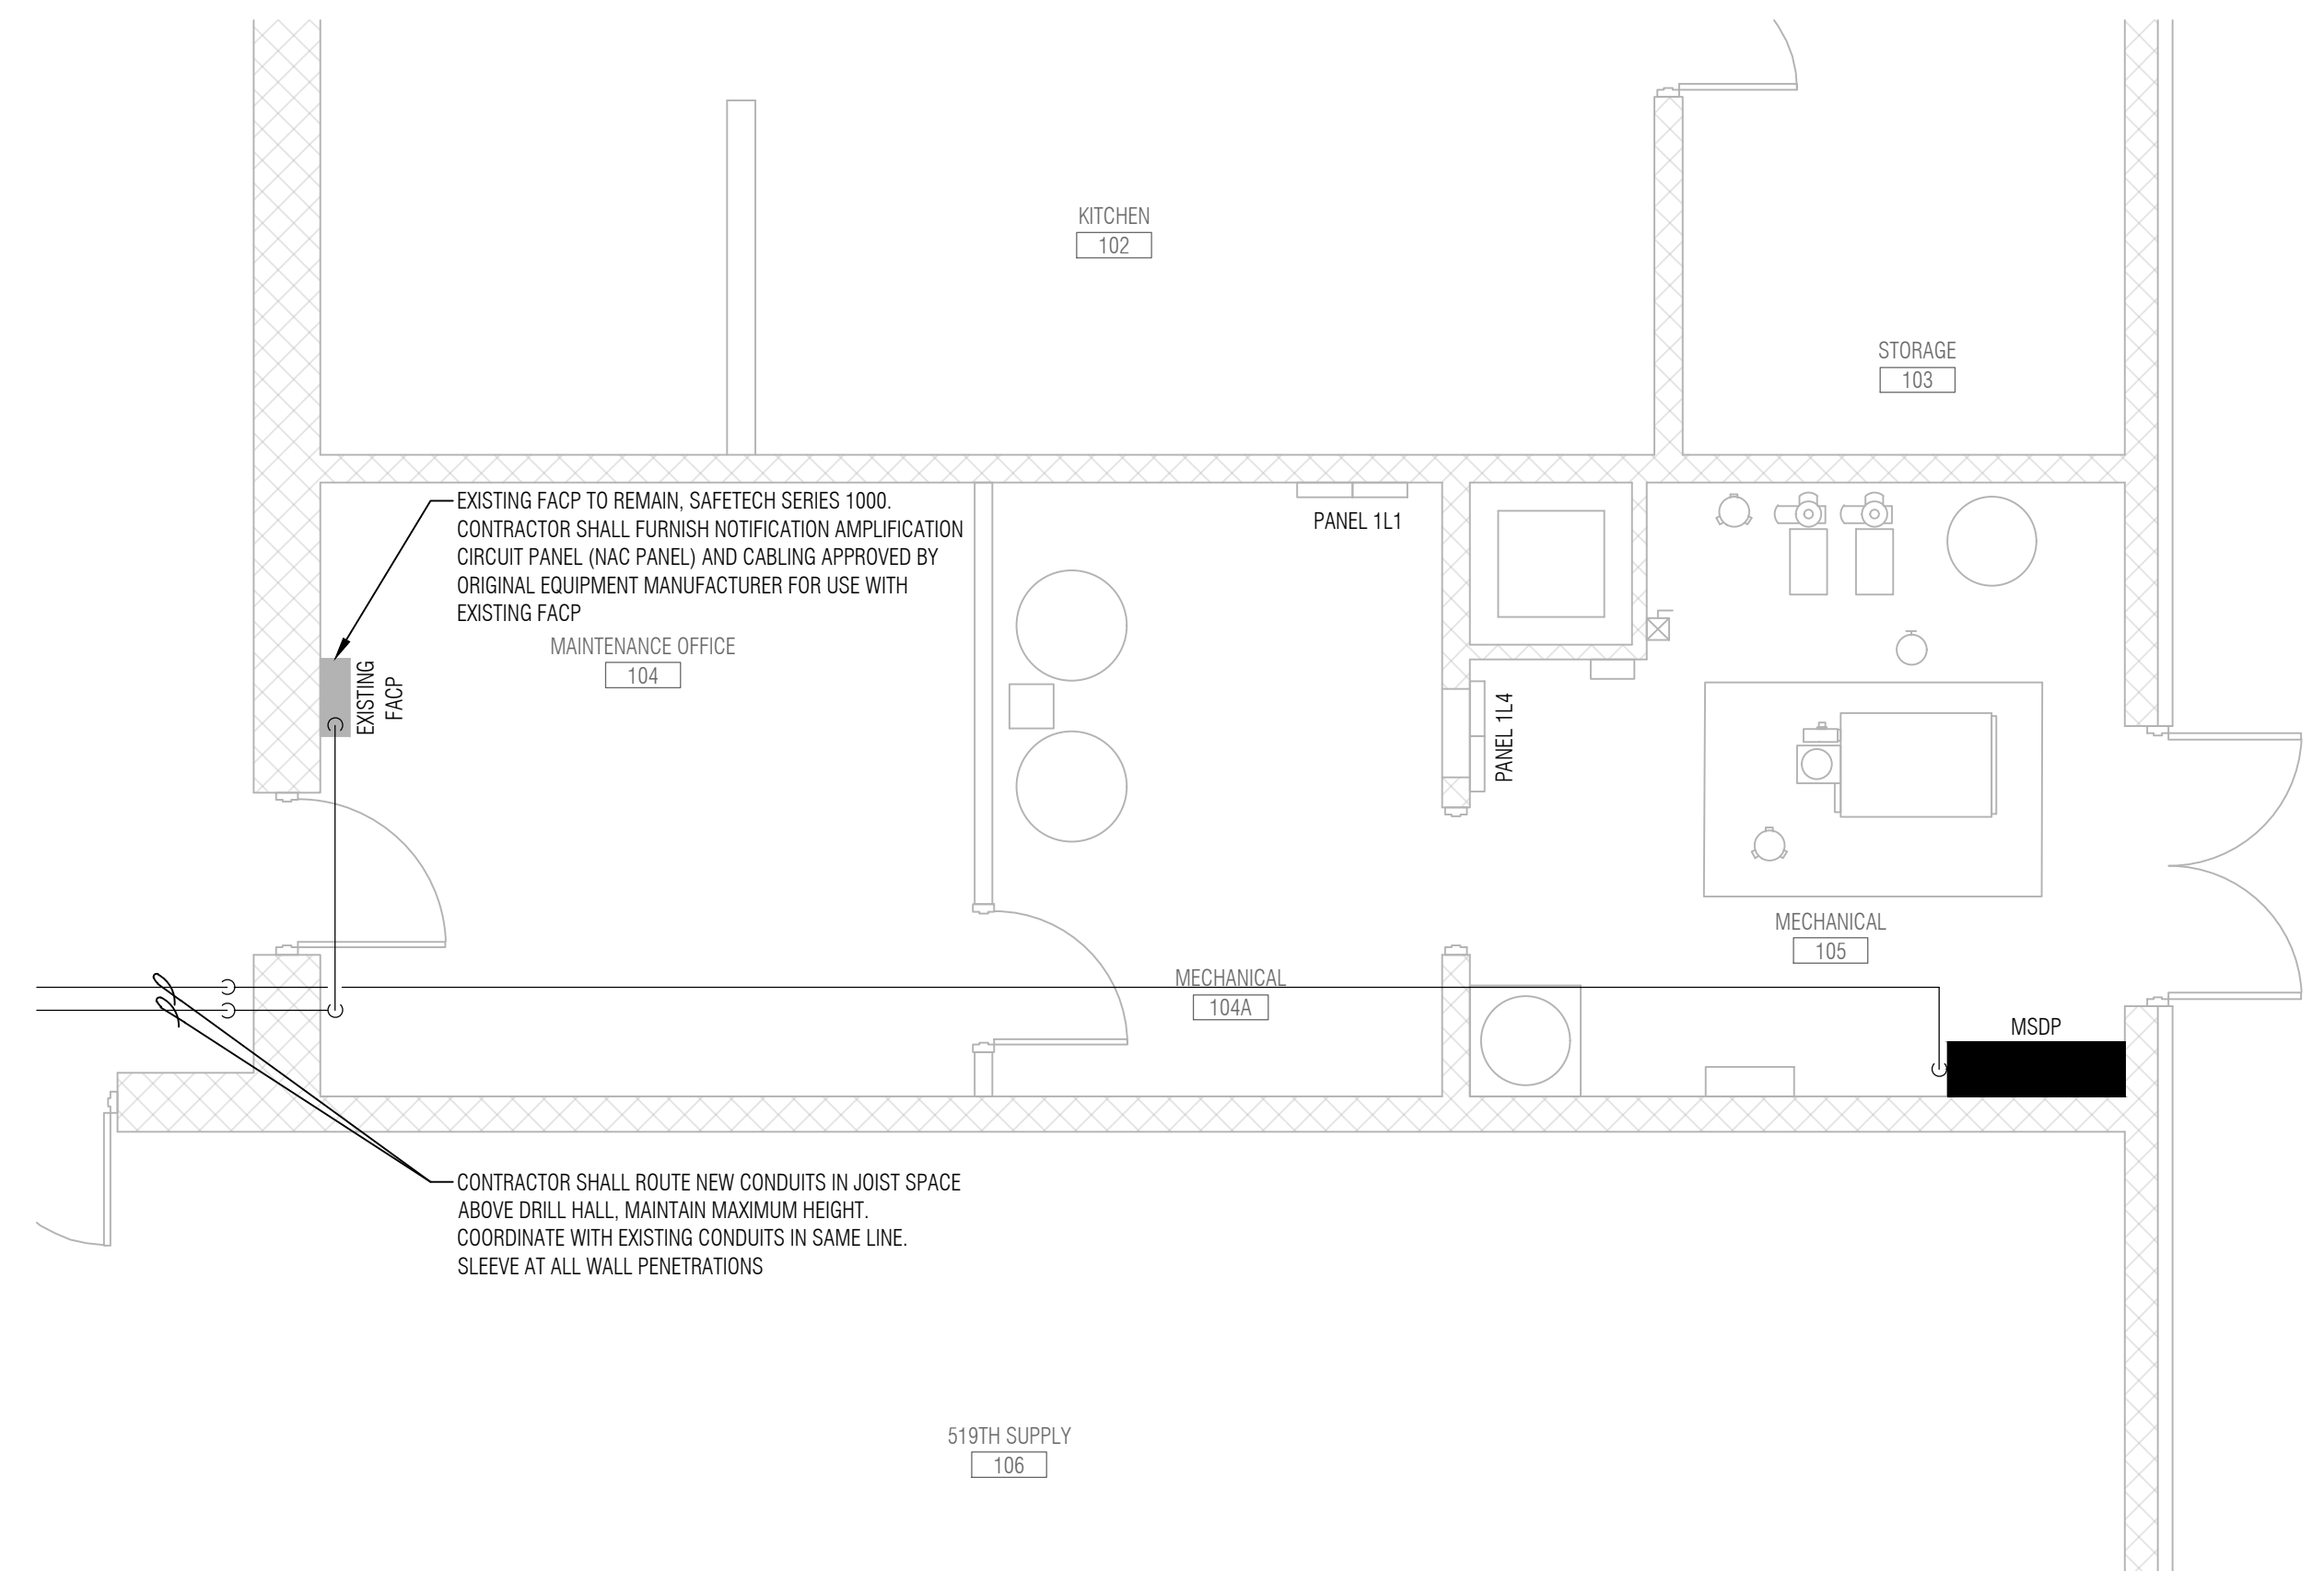 KITCHEN
102
STORAGE
103
EXISTING FACP TO REMAIN, SAFETECH SERIES 1000.
CONTRACTOR SHALL FURNISH NOTIFICATION AMPLIFICATION
CIRCUIT PANEL (NAC PANEL) AND CABLING APPROVED BY
ORIGINAL EQUIPMENT MANUFACTURER FOR USE WITH
EXISTING FACP
PANEL 1L1
MAINTENANCE OFFICE
104
EXISTING
FACP
PANEL 1L4
MECHANICAL
105
MECHANICAL
104A
MSDP
CONTRACTOR SHALL ROUTE NEW CONDUITS IN JOIST SPACE
ABOVE DRILL HALL, MAINTAIN MAXIMUM HEIGHT.
COORDINATE WITH EXISTING CONDUITS IN SAME LINE.
SLEEVE AT ALL WALL PENETRATIONS
519TH SUPPLY
106